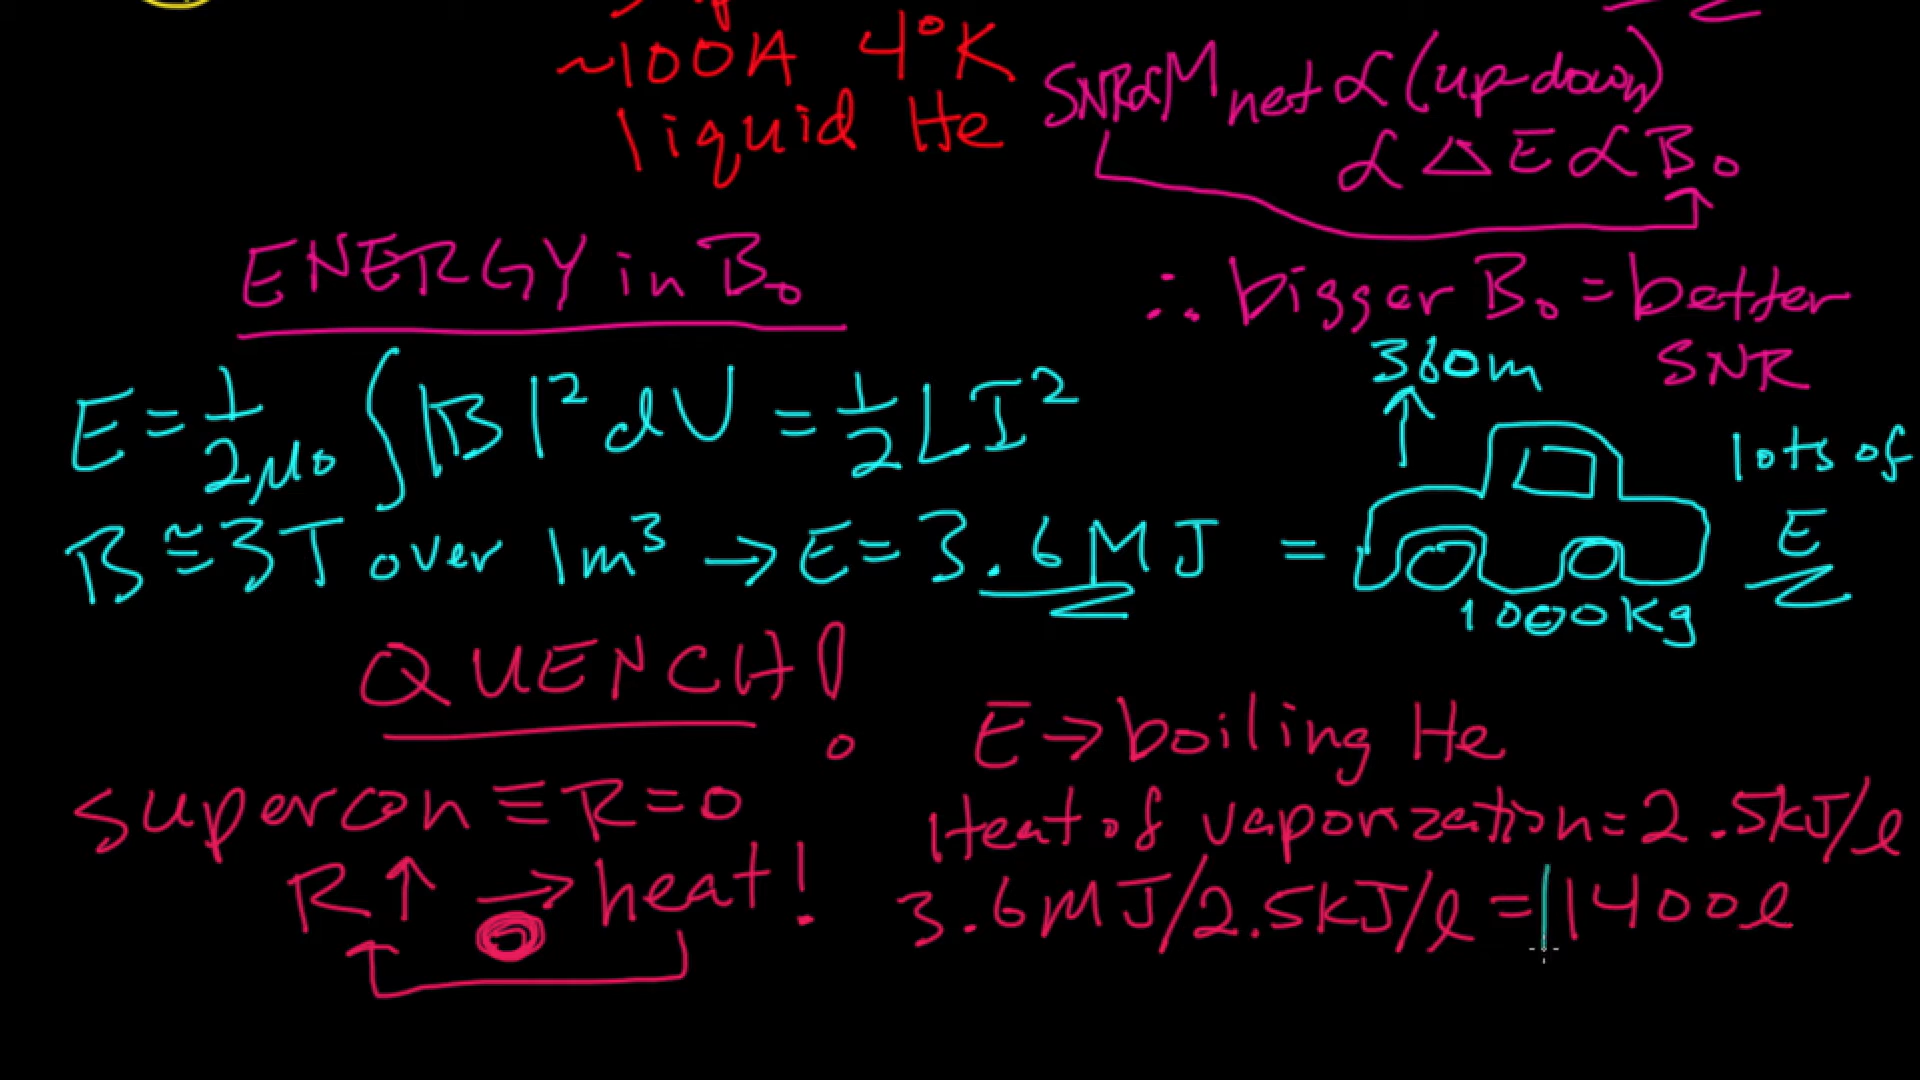 ~100A 4°K
liquid He
SNR α M net α (up-down)
α Δ E α B₀
ENERGY in B₀
∴ bigger B₀ = better
SNR
E = 1/2μ₀ ∫ |B|² dV = 1/2 LI²
360m
lots of
E
B ≅ 3T over 1m³ → E = 3.6 MJ =
1000Kg
QUENCH!
E → boiling He
supercon ≡ R = 0
Heat of vaporization = 2.5kJ/l
R↑ → heat!
3.6MJ/2.5kJ/l = 1400l